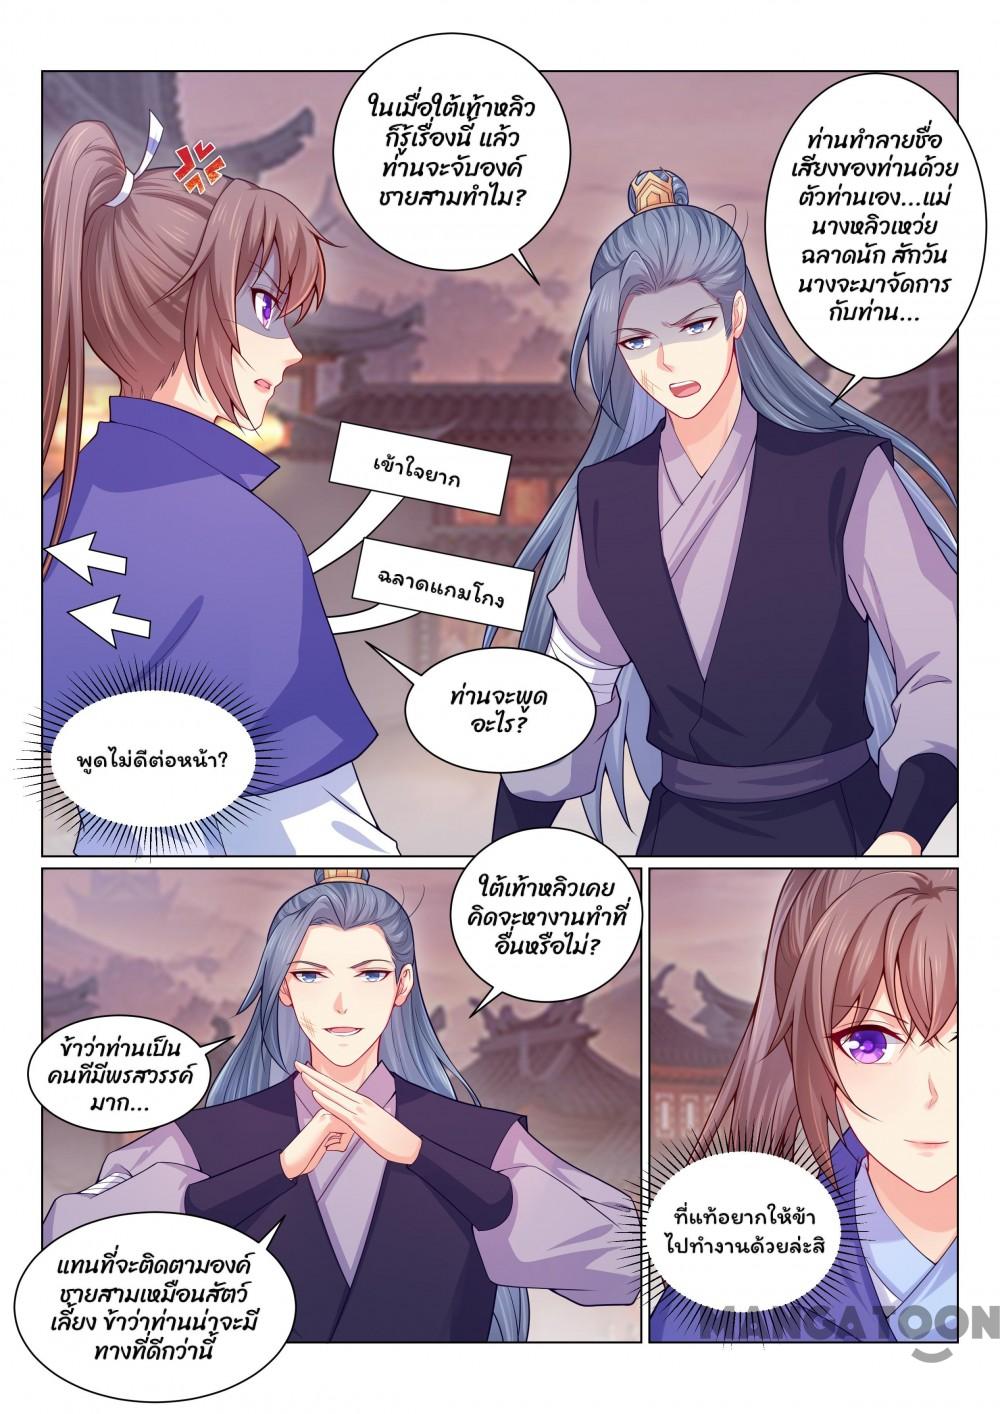 ในเมื่อใต้เท้าหลิว
ก็รู้เรื่องนี้ แล้ว
ท่านจะจับองค์
ชายสามทำไม?
ท่านทำลายชื่อ
เสียงของท่านด้วย
ตัวท่านเอง...แม่
นางหลิวเหว่ย
ฉลาดนัก สักวัน
นางจะมาจัดการ
กับท่าน...
เข้าใจยาก
ฉลาดแกมโกง
ท่านจะพูด
อะไร?
พูดไม่ดีต่อหน้า?
ใต้เท้าหลิวเคย
คิดจะหางานทำที่
อื่นหรือไม่?
ข้าว่าท่านเป็น
คนที่มีพรสวรรค์
มาก...
แทนที่จะติดตามองค์
ชายสามเหมือนสัตว์
เลี้ยง ข้าว่าท่านน่าจะมี
ทางที่ดีกว่านี้
ที่แท้อยากให้ข้า
ไปทำงานด้วยล่ะสิ
MANGATOON